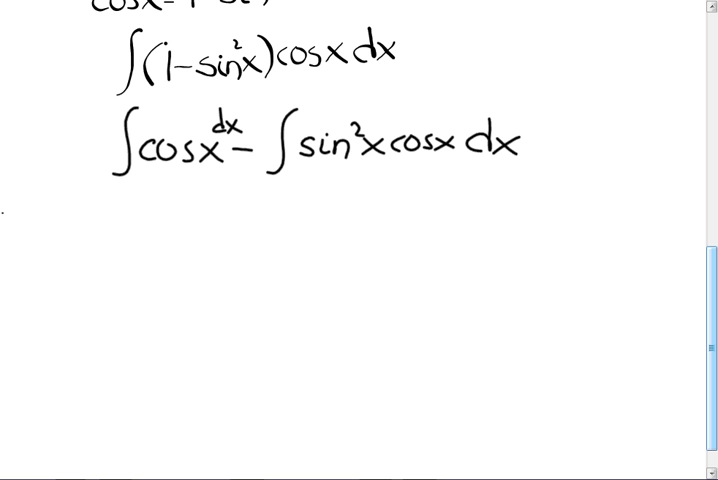 ∫(1-sin²x)cosx dx
∫cosx dx - ∫sin²x cosx dx